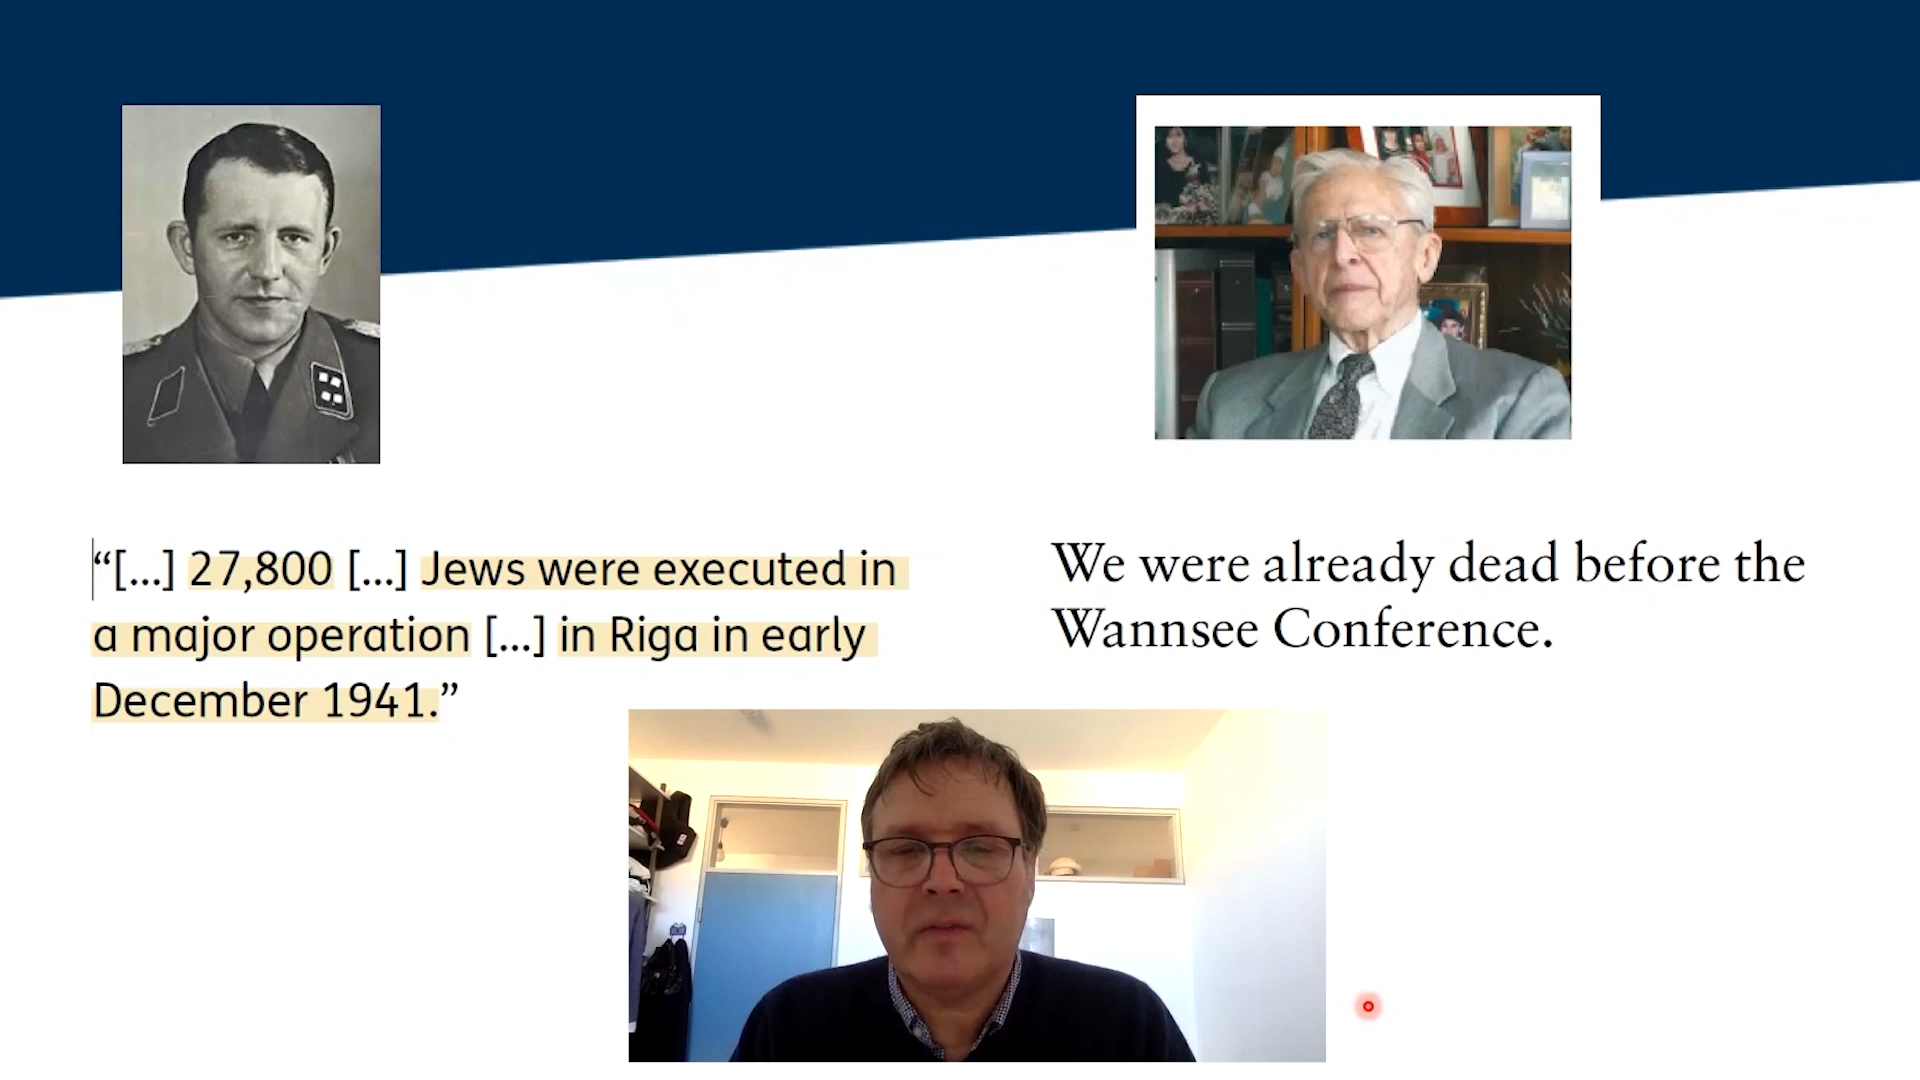 “[...] 27,800 [...] Jews were executed in
a major operation [...] in Riga in early
December 1941.”
We were already dead before the
Wannsee Conference.